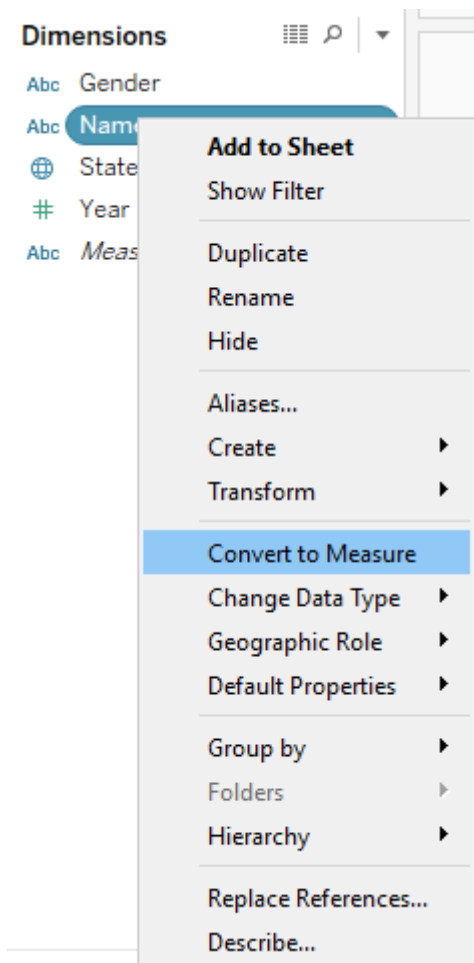 Dimensions
Abc Gender
Abc Name
State
# Year
Abc Meas
Add to Sheet
Show Filter
Duplicate
Rename
Hide
Aliases...
Create
Transform
Convert to Measure
Change Data Type
Geographic Role
Default Properties
Group by
Folders
Hierarchy
Replace References...
Describe...